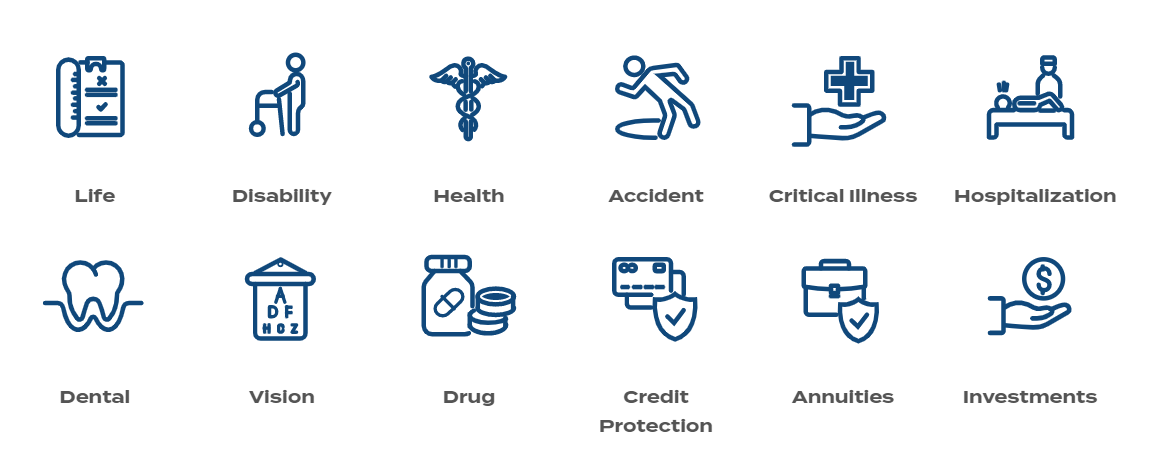 Life
Disability
Health
Accident
Critical Illness
Hospitalization
A
D F
H C Z
$
Dental
Vision
Drug
Credit
Protection
Annuities
Investments